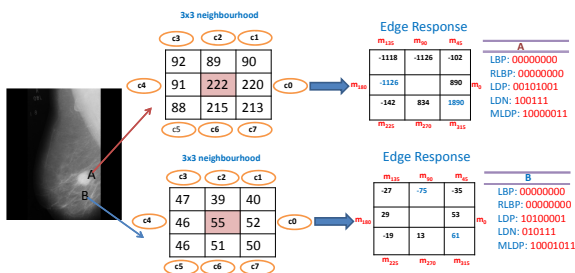 3x3 neighbourhood
c3 c2 c1
92 89 90
c4 91 222 220 c0
88 215 213
c5 c6 c7
Edge Response
m135 m90 m45
-1118 -1126 -102
m180 -1126 890 m0
-142 834 1890
m225 m270 m315
A
LBP: 00000000
RLBP: 00000000
LDP: 00101001
LDN: 100111
MLDP: 10000011
A
B
3x3 neighbourhood
c3 c2 c1
47 39 40
c4 46 55 52 c0
46 51 50
c5 c6 c7
Edge Response
m135 m90 m45
-27 -75 -35
m180 29 53 m0
-19 13 61
m225 m270 m315
B
LBP: 00000000
RLBP: 00000000
LDP: 10100001
LDN: 010111
MLDP: 10001011